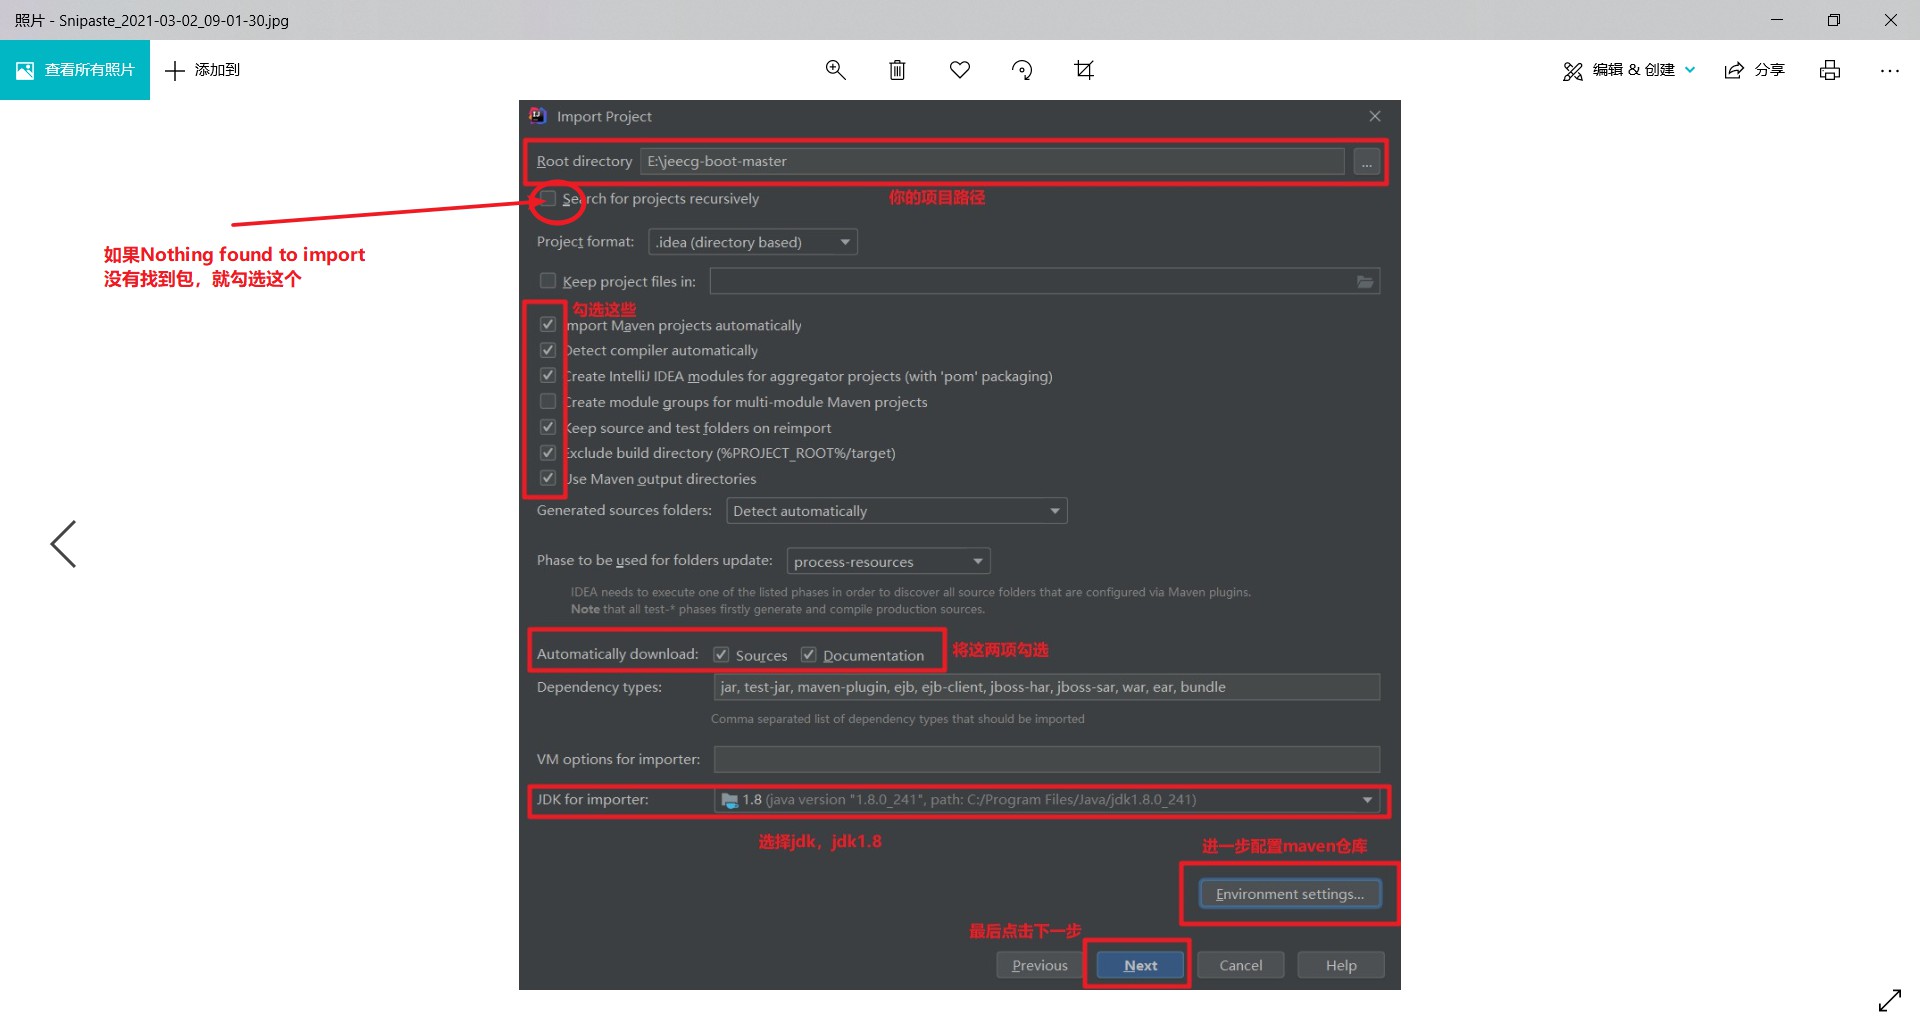 照片 - Snipaste_2021-03-02_09-01-30.jpg
查看所有照片
添加到
编辑 & 创建
分享
Import Project
Root directory E:\jeecg-boot-master
...
Search for projects recursively
你的项目路径
如果Nothing found to import
没有找到包，就勾选这个
Project format: .idea (directory based)
Keep project files in:
勾选这些
Import Maven projects automatically
Detect compiler automatically
Create IntelliJ IDEA modules for aggregator projects (with 'pom' packaging)
Create module groups for multi-module Maven projects
Keep source and test folders on reimport
Exclude build directory (%PROJECT_ROOT%/target)
Use Maven output directories
Generated sources folders: Detect automatically
Phase to be used for folders update: process-resources
IDEA needs to execute one of the listed phases in order to discover all source folders that are configured via Maven plugins.
Note that all test-* phases firstly generate and compile production sources.
Automatically download: Sources Documentation
将这两项勾选
Dependency types: jar, test-jar, maven-plugin, ejb, ejb-client, jboss-har, jboss-sar, war, ear, bundle
Comma separated list of dependency types that should be imported
VM options for importer:
JDK for importer: 1.8 (java version "1.8.0_241", path: C:/Program Files/Java/jdk1.8.0_241)
选择jdk，jdk1.8
进一步配置maven仓库
Environment settings...
最后点击下一步
Previous Next Cancel Help